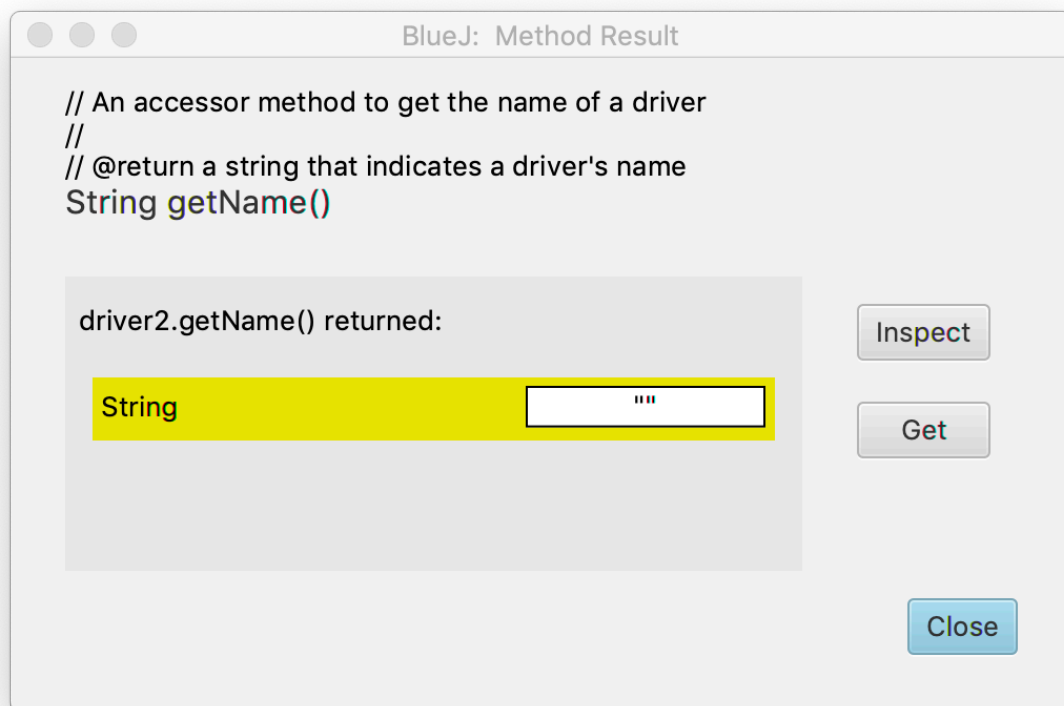 BlueJ:  Method Result
// An accessor method to get the name of a driver
//
// @return a string that indicates a driver's name
String getName()
driver2.getName() returned:
String
""
Inspect
Get
Close